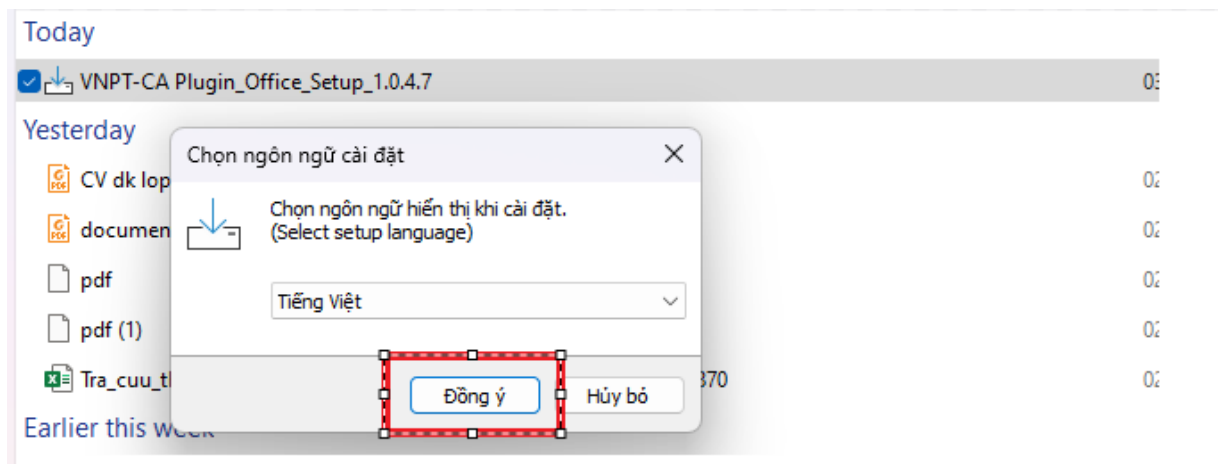 Today
VNPT-CA Plugin_Office_Setup_1.0.4.7
Yesterday
Chọn ngôn ngữ cài đặt
CV dk lop
Chọn ngôn ngữ hiển thị khi cài đặt.
(Select setup language)
documen
pdf
Tiếng Việt
pdf (1)
Tra_cuu_t
370
Đồng ý
Hủy bỏ
Earlier this week